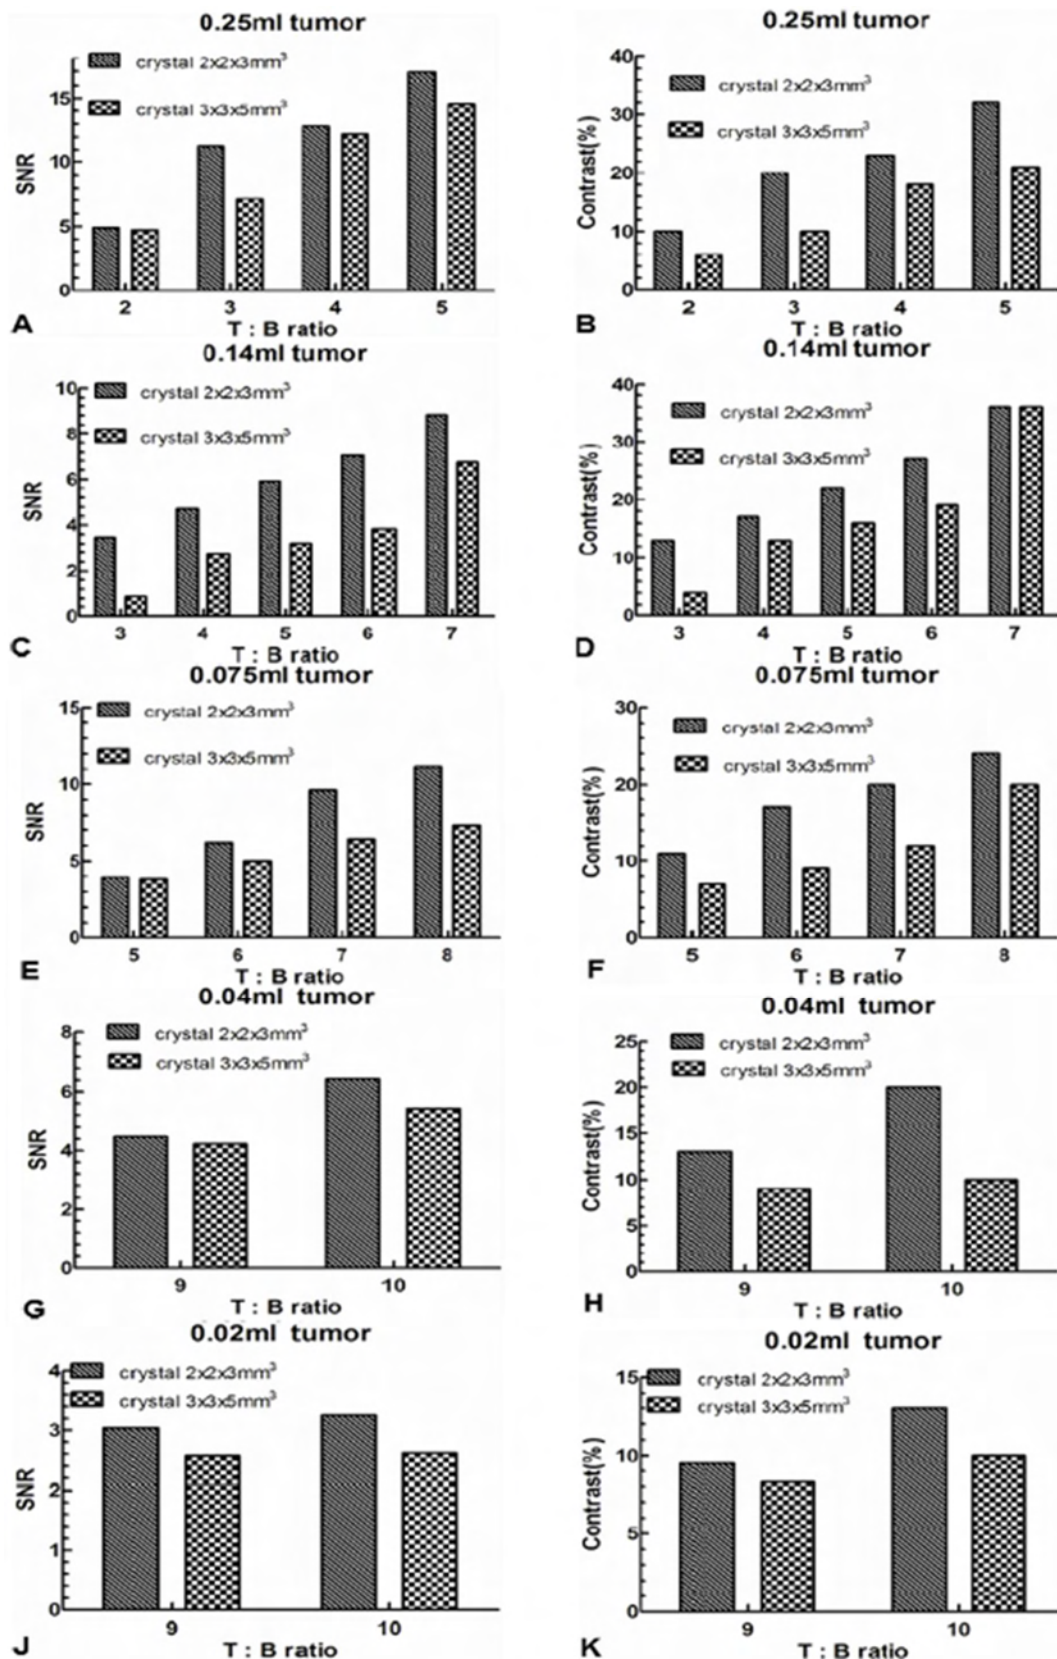 0.25ml tumor
crystal 2x2x3mm³
crystal 3x3x5mm³
SNR
15
10
5
0
2 3 4 5
A
T : B ratio
0.25ml tumor
crystal 2x2x3mm³
crystal 3x3x5mm³
Contrast(%)
40
30
20
10
0
2 3 4 5
B
T : B ratio
0.14ml tumor
crystal 2x2x3mm³
crystal 3x3x5mm³
SNR
10
8
6
4
2
0
3 4 5 6 7
C
T : B ratio
0.14ml tumor
crystal 2x2x3mm³
crystal 3x3x5mm³
Contrast(%)
40
30
20
10
0
3 4 5 6 7
D
T : B ratio
0.075ml tumor
crystal 2x2x3mm³
crystal 3x3x5mm³
SNR
15
10
5
0
5 6 7 8
E
T : B ratio
0.075ml tumor
crystal 2x2x3mm³
crystal 3x3x5mm³
Contrast(%)
30
20
10
0
5 6 7 8
F
T : B ratio
0.04ml tumor
crystal 2x2x3mm³
crystal 3x3x5mm³
SNR
8
6
4
2
0
9 10
G
T : B ratio
0.04ml tumor
crystal 2x2x3mm³
crystal 3x3x5mm³
Contrast(%)
25
20
15
10
5
0
9 10
H
T : B ratio
0.02ml tumor
crystal 2x2x3mm³
crystal 3x3x5mm³
SNR
4
3
2
1
0
9 10
J
T : B ratio
0.02ml tumor
crystal 2x2x3mm³
crystal 3x3x5mm³
Contrast(%)
15
10
5
0
9 10
K
T : B ratio